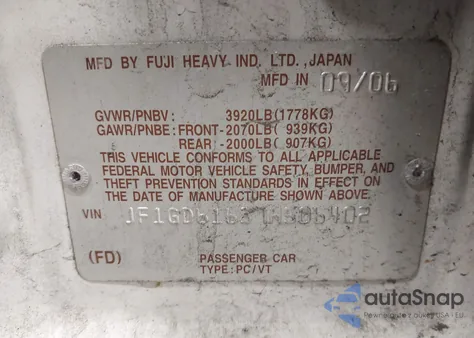 MFD BY FUJI HEAVY IND. LTD., JAPAN
MFD IN 09/06
GVWR/PNBV: 3920LB(1778KG)
GAWR/PNBE: FRONT-2070LB( 939KG)
REAR -2000LB( 907KG)
THIS VEHICLE CONFORMS TO ALL APPLICABLE
FEDERAL MOTOR VEHICLE SAFETY, BUMPER, AND
THEFT PREVENTION STANDARDS IN EFFECT ON
THE DATE OF MANUFACTURE SHOWN ABOVE.
VIN
(FD) PASSENGER CAR
TYPE: PC/VT
autoSnap